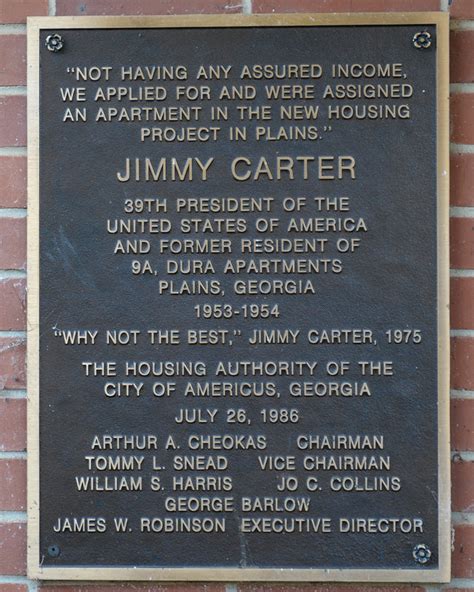 "NOT HAVING ANY ASSURED INCOME,
WE APPLIED FOR AND WERE ASSIGNED
AN APARTMENT IN THE NEW HOUSING
PROJECT IN PLAINS."
JIMMY CARTER
39TH PRESIDENT OF THE
UNITED STATES OF AMERICA
AND FORMER RESIDENT OF
9A, DURA APARTMENTS
PLAINS, GEORGIA
1953-1954
"WHY NOT THE BEST," JIMMY CARTER, 1975
THE HOUSING AUTHORITY OF THE
CITY OF AMERICUS, GEORGIA
JULY 26, 1986
ARTHUR A. CHEOKAS CHAIRMAN
TOMMY L. SNEAD VICE CHAIRMAN
WILLIAM S. HARRIS JO C. COLLINS
GEORGE BARLOW
JAMES W. ROBINSON EXECUTIVE DIRECTOR